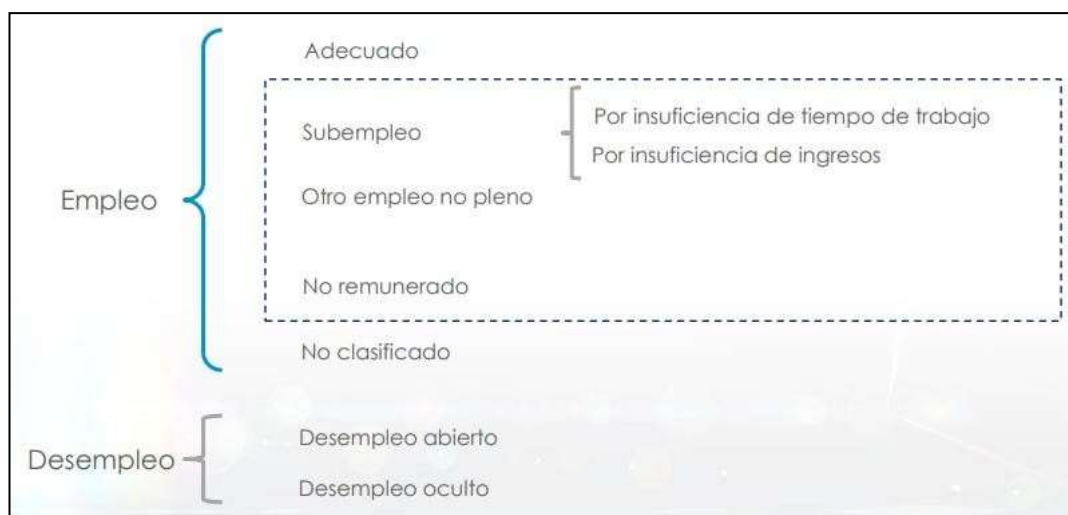 Adecuado
Subempleo
Por insuficiencia de tiempo de trabajo
Por insuficiencia de ingresos
Empleo
Otro empleo no pleno
No remunerado
No clasificado
Desempleo
Desempleo abierto
Desempleo oculto